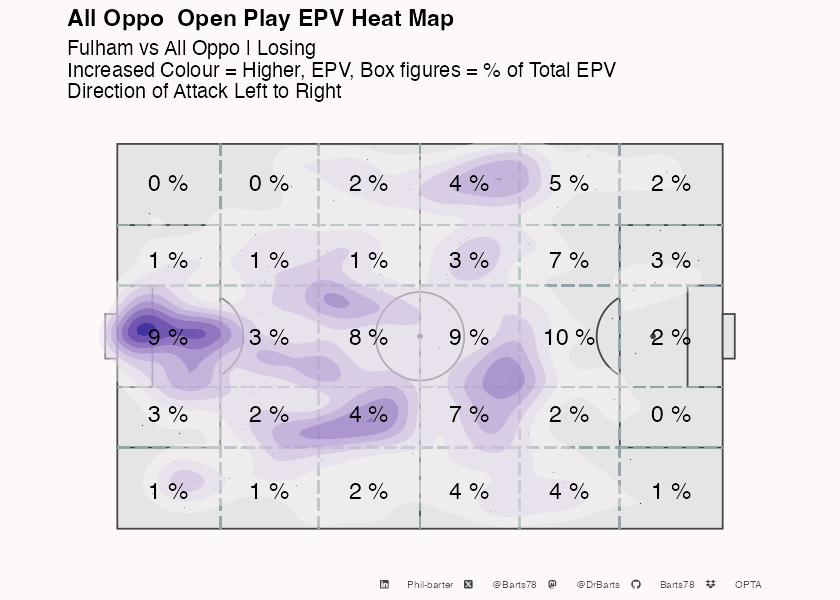 All Oppo  Open Play EPV Heat Map
Fulham vs All Oppo | Losing
Increased Colour = Higher, EPV, Box figures = % of Total EPV
Direction of Attack Left to Right
0 % 0 % 2 % 4 % 5 % 2 %
1 % 1 % 1 % 3 % 7 % 3 %
9 % 3 % 8 % 9 % 10 % 2 %
3 % 2 % 4 % 7 % 2 % 0 %
1 % 1 % 2 % 4 % 4 % 1 %
Phil-barter @Barts78 @DrBarts Barts78 OPTA